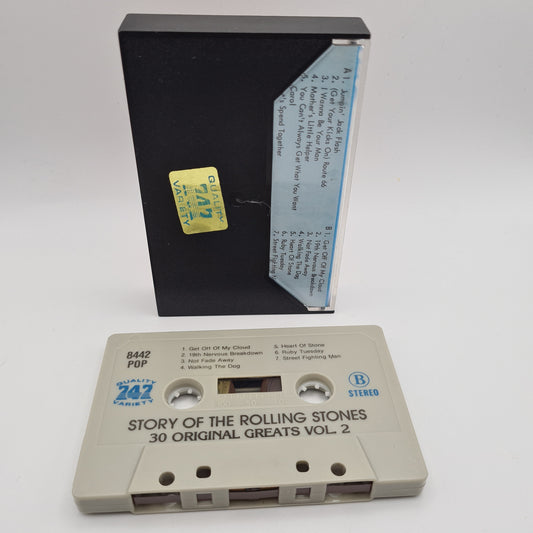 A 1. Jumpin' Jack Flash
2. (Get Your Kicks On) Route 66
3. I Wanna Be Your Man
4. Mother's Little Helper
5. You Can't Always Get What You Want
Carol
Spend Together
B 1. Get Off Of My Cloud
2. 19th Nervous Breakdown
3. Not Fade Away
4. Walking The Dog
5. Heart Of Stone
6. Ruby Tuesday
7. Street Fighting
QUALITY
747
VARIETY
8442
POP
1. Get Off Of My Cloud
2. 19th Nervous Breakdown
3. Not Fade Away
4. Walking The Dog
5. Heart Of Stone
6. Ruby Tuesday
7. Street Fighting Man
QUALITY
747
VARIETY
B
STEREO
STORY OF THE ROLLING STONES
30 ORIGINAL GREATS VOL. 2